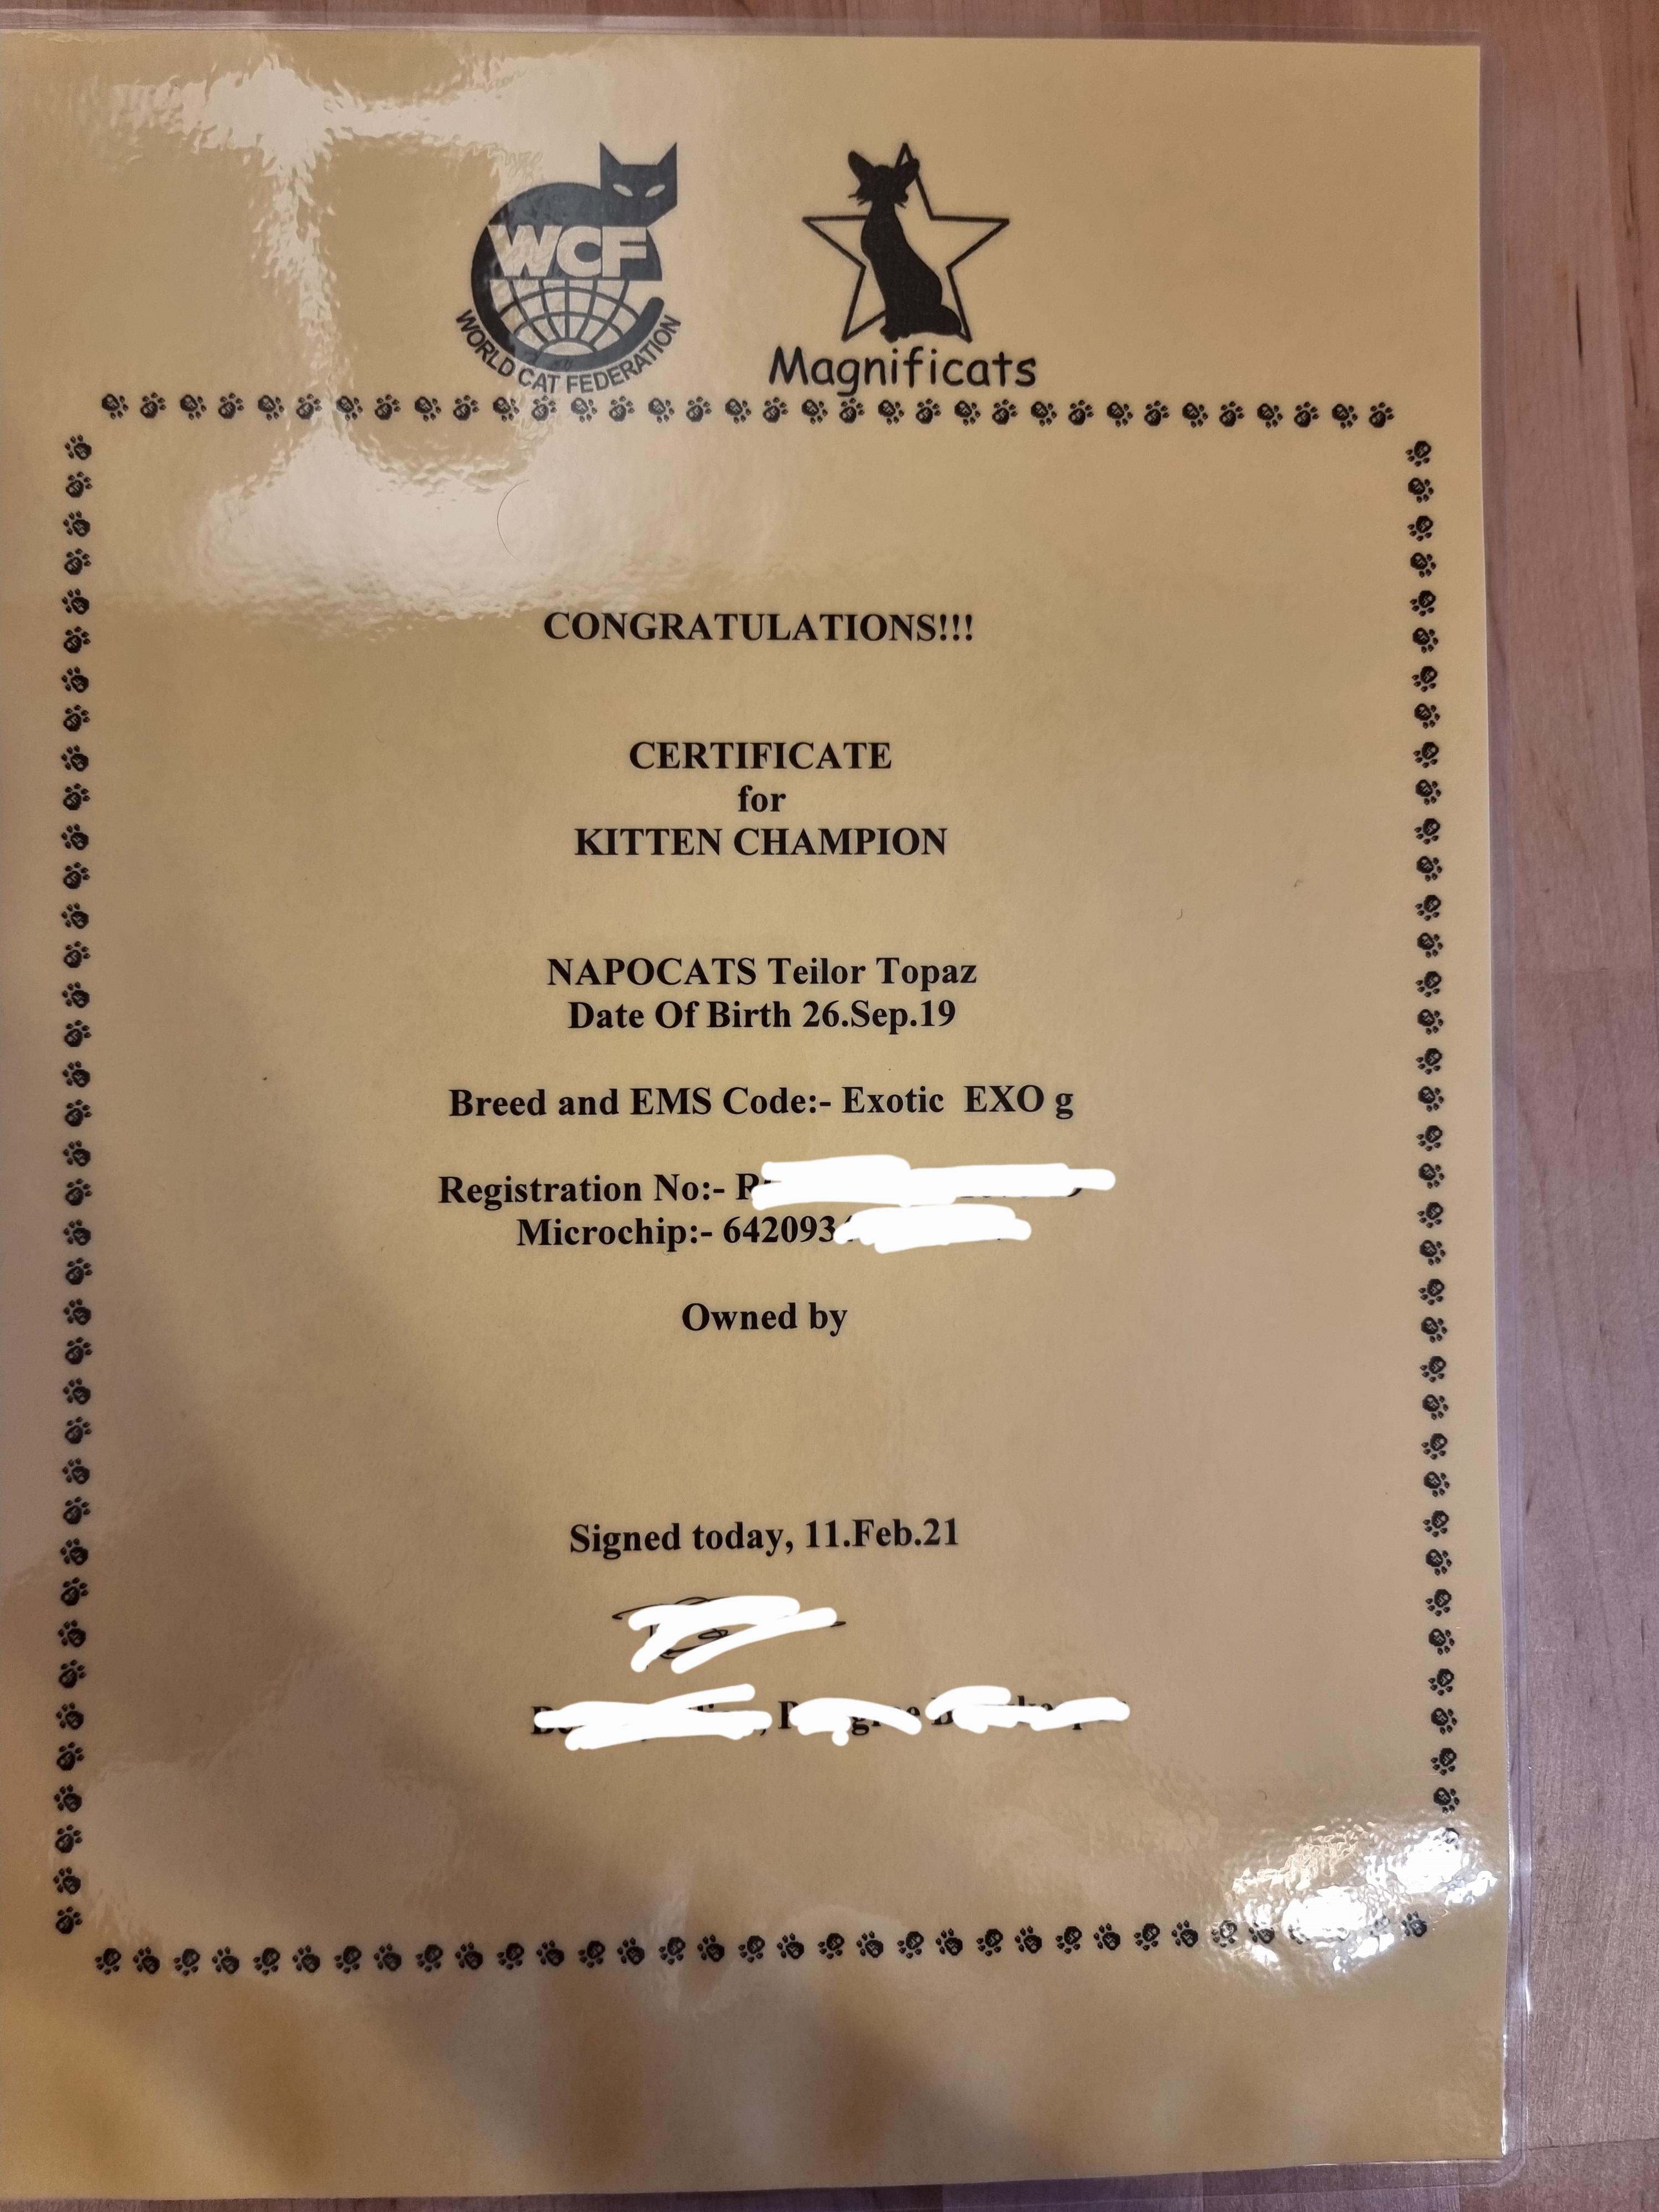 WCF
WORLD CAT FEDERATION
Magnificats
CONGRATULATIONS!!!
CERTIFICATE
for
KITTEN CHAMPION
NAPOCATS Teilor Topaz
Date Of Birth 26.Sep.19
Breed and EMS Code:- Exotic EXO g
Registration No:-
Microchip:- 642093
Owned by
Signed today, 11.Feb.21